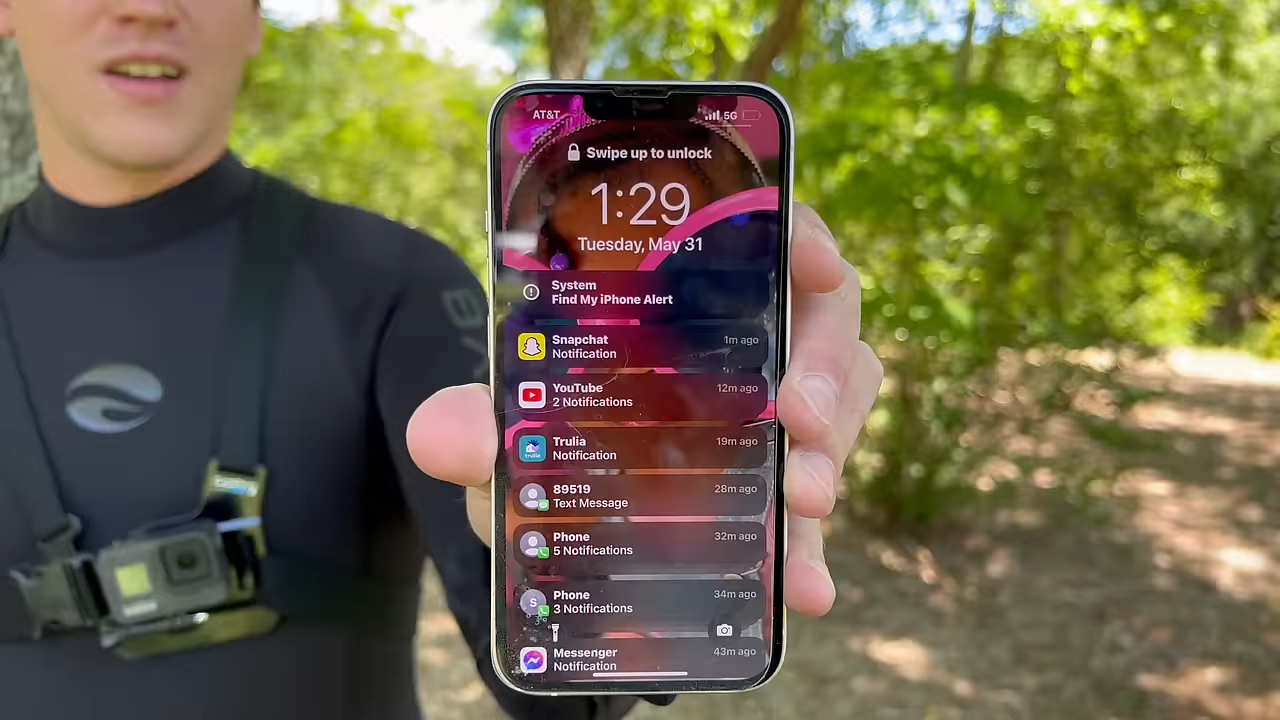 AT&T 5G
Swipe up to unlock
1:29
Tuesday, May 31
System
Find My iPhone Alert
Snapchat 1m ago
Notification
YouTube 12m ago
2 Notifications
Trulia 19m ago
trulia
Notification
89519 28m ago
Text Message
Phone 32m ago
5 Notifications
Phone 34m ago
S
3 Notifications
Messenger 43m ago
Notification